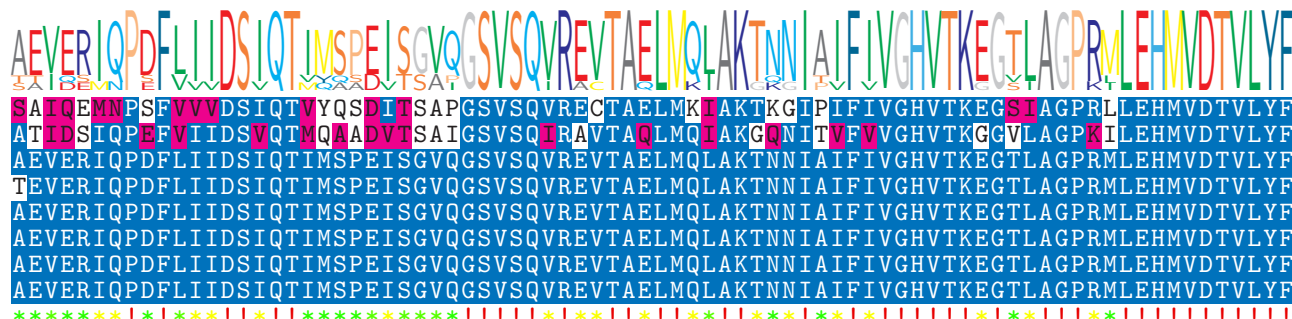 AEVERIQPDFLIIDSIQTIMSPEISGVQGSVSQVREVTAELMQLAKTNNIAIFIVGHVTKEGTLAGPRMLEHMVDTVLYF
SAIQEMNPSFVVVDSIQTVYQSDITSAPGSVSQVRECTAELMKIAKTKGIPIFIVGHVTKEGSIAGPRLLEHMVDTVLYF
ATIDSIQPEFVIIDSVQTMQAADVTSAIGSVSQIRAVTAQLMQIAKGQNITVFVVGHVTKGGVLAGPKILEHMVDTVLYF
AEVERIQPDFLIIDSIQTIMSPEISGVQGSVSQVREVTAELMQLAKTNNIAIFIVGHVTKEGTLAGPRMLEHMVDTVLYF
TEVERIQPDFLIIDSIQTIMSPEISGVQGSVSQVREVTAELMQLAKTNNIAIFIVGHVTKEGTLAGPRMLEHMVDTVLYF
AEVERIQPDFLIIDSIQTIMSPEISGVQGSVSQVREVTAELMQLAKTNNIAIFIVGHVTKEGTLAGPRMLEHMVDTVLYF
AEVERIQPDFLIIDSIQTIMSPEISGVQGSVSQVREVTAELMQLAKTNNIAIFIVGHVTKEGTLAGPRMLEHMVDTVLYF
AEVERIQPDFLIIDSIQTIMSPEISGVQGSVSQVREVTAELMQLAKTNNIAIFIVGHVTKEGTLAGPRMLEHMVDTVLYF
AEVERIQPDFLIIDSIQTIMSPEISGVQGSVSQVREVTAELMQLAKTNNIAIFIVGHVTKEGTLAGPRMLEHMVDTVLYF
*******!*!***!!*!!**********!!!!!*!**!!*!!**!!***!**!*!!!!!!*!**!!!**!!!!!!!!!!!